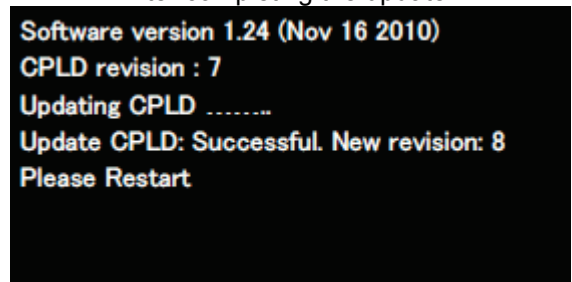 Software version 1.24 (Nov 16 2010)
CPLD revision : 7
Updating CPLD ........
Update CPLD: Successful. New revision: 8
Please Restart